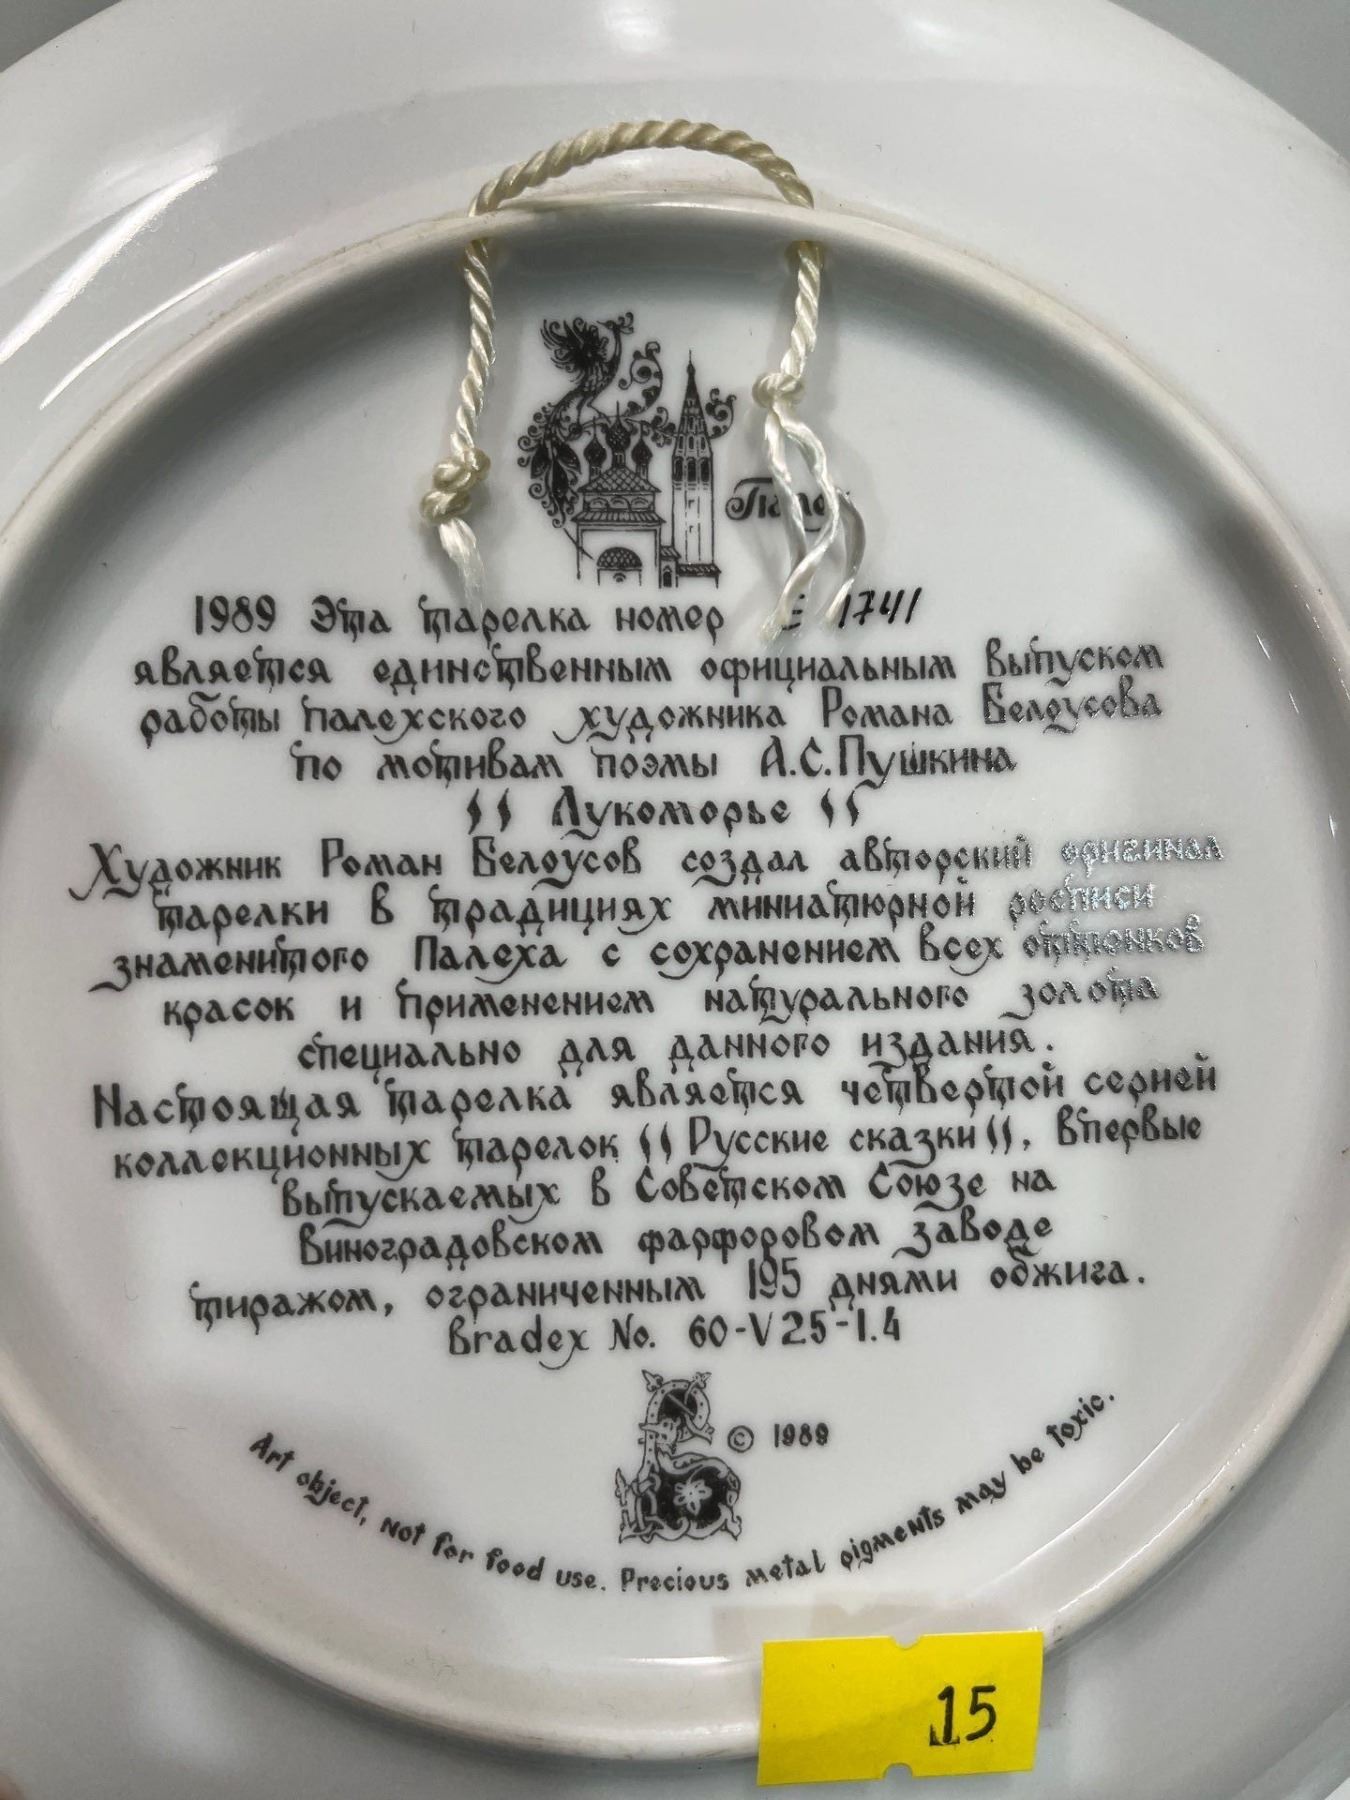 1989 Эта тарелка номер 1741
является единственным официальным выпуском
работы палехского художника Романа Белоусова
по мотивам поэмы А.С.Пушкина
"Лукоморье"
Художник Роман Белоусов создал авторский оригинал
тарелки в традициях миниатюрной росписи
знаменитого Палеха с сохранением всех оттенков
красок и применением натурального золота
специально для данного издания.
Настоящая тарелка является четвертой серией
коллекционных тарелок "Русские сказки", впервые
выпускаемых в Советском Союзе на
Виноградовском фарфоровом заводе
тиражом, ограниченным 195 днями обжига.
Bradex No. 60-V25-1.4
© 1989
Art object, not for food use. Precious metal pigments may be toxic.
15